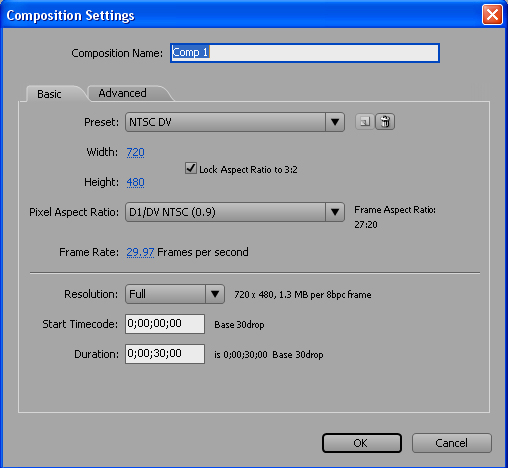 Composition Settings
Composition Name: Comp 1
Basic Advanced
Preset: NTSC DV
Width: 720
Lock Aspect Ratio to 3:2
Height: 480
Pixel Aspect Ratio: D1/DV NTSC (0.9) Frame Aspect Ratio:
27:20
Frame Rate: 29.97 Frames per second
Resolution: Full 720 x 480, 1.3 MB per 8bpc frame
Start Timecode: 0;00;00;00 Base 30drop
Duration: 0;00;30;00 is 0;00;30;00 Base 30drop
OK Cancel